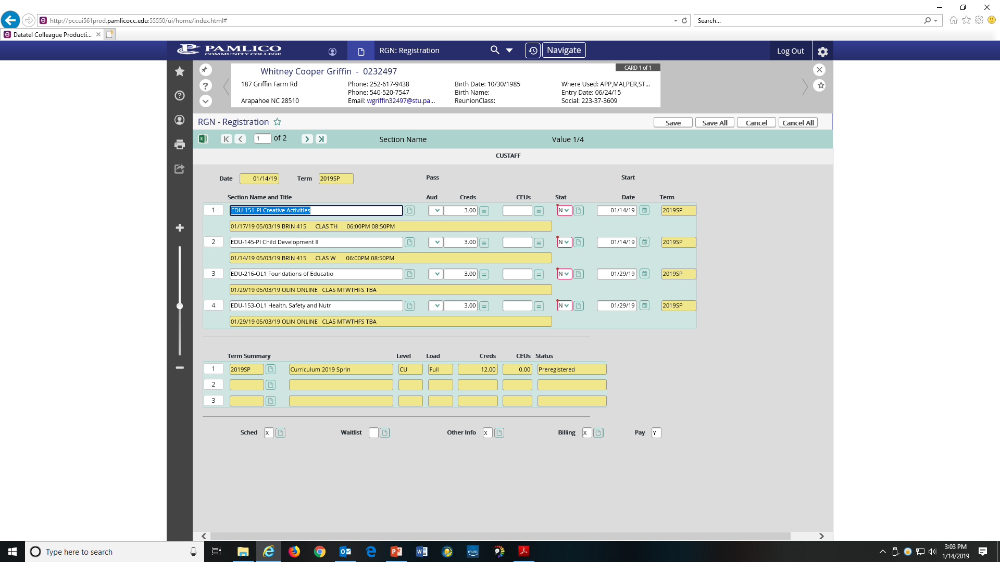 http://pccui561prod.pamlicocc.edu:55550/ui/home/index.html#
Search...
Datatel Colleague Producti...
PAMLICO
COMMUNITY COLLEGE
RGN: Registration
Navigate
Log Out
CARD 1 of 1
Whitney Cooper Griffin - 0232497
187 Griffin Farm Rd Phone: 252-617-9438 Birth Date: 10/30/1985 Where Used: APP,MAI,PER,ST...
Phone: 540-520-7547 Birth Name: Entry Date: 06/24/15
Arapahoe NC 28510 Email: wgriffin32497@stu.pa... ReunionClass: Social: 223-37-3609
RGN - Registration Save Save All Cancel Cancel All
1 of 2 Section Name Value 1/4
CUSTAFF
Date 01/14/19 Term 2019SP Pass Start
Section Name and Title Aud Creds CEUs Stat Date Term
1 EDU-151-PI Creative Activities 3.00 N 01/14/19 2019SP
01/17/19 05/03/19 BRIN 415 CLAS TH 06:00PM 08:50PM
2 EDU-145-PI Child Development II 3.00 N 01/14/19 2019SP
01/14/19 05/03/19 BRIN 415 CLAS W 06:00PM 08:50PM
3 EDU-216-OL1 Foundations of Educatio 3.00 N 01/29/19 2019SP
01/29/19 05/03/19 OLIN ONLINE CLAS MTWTHFS TBA
4 EDU-153-OL1 Health, Safety and Nutr 3.00 N 01/29/19 2019SP
01/29/19 05/03/19 OLIN ONLINE CLAS MTWTHFS TBA
Term Summary Level Load Creds CEUs Status
1 2019SP Curriculum 2019 Sprin CU Full 12.00 0.00 Preregistered
2
3
Sched X Waitlist Other Info X Billing X Pay Y
Type here to search
music
3:03 PM
1/14/2019